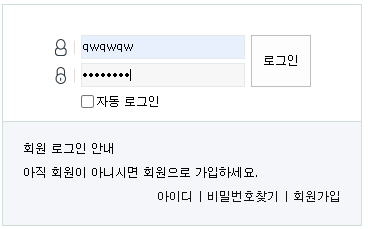 qwqwqw
••••••••
로그인
자동 로그인
회원 로그인 안내
아직 회원이 아니시면 회원으로 가입하세요.
아이디 | 비밀번호찾기 | 회원가입